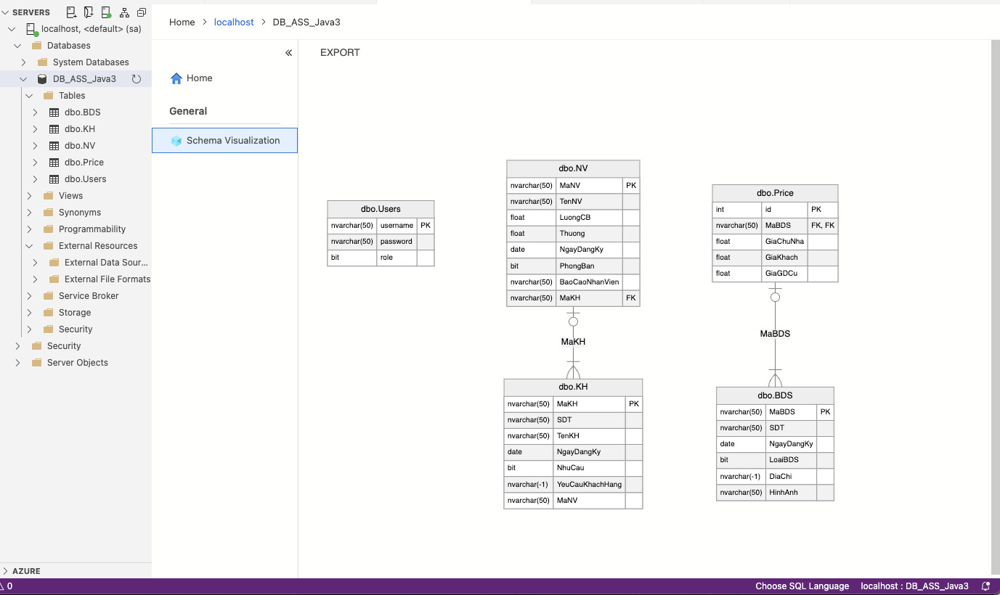 SERVERS
localhost, <default> (sa)
Databases
System Databases
DB_ASS_Java3
Tables
dbo.BDS
dbo.KH
dbo.NV
dbo.Price
dbo.Users
Views
Synonyms
Programmability
External Resources
External Data Sour...
External File Formats
Service Broker
Storage
Security
Security
Server Objects
AZURE
Home > localhost > DB_ASS_Java3
«
Home
General
Schema Visualization
EXPORT
dbo.Users
nvarchar(50) username PK
nvarchar(50) password
bit role
dbo.NV
nvarchar(50) MaNV PK
nvarchar(50) TenNV
float LuongCB
float Thuong
date NgayDangKy
bit PhongBan
nvarchar(50) BaoCaoNhanVien
nvarchar(50) MaKH FK
MaKH
dbo.KH
nvarchar(50) MaKH PK
nvarchar(50) SDT
nvarchar(50) TenKH
date NgayDangKy
bit NhuCau
nvarchar(-1) YeuCauKhachHang
nvarchar(50) MaNV
dbo.Price
int id PK
nvarchar(50) MaBDS FK, FK
float GiaChuNha
float GiaKhach
float GiaGDCu
MaBDS
dbo.BDS
nvarchar(50) MaBDS PK
nvarchar(50) SDT
date NgayDangKy
bit LoaiBDS
nvarchar(-1) DiaChi
nvarchar(50) HinhAnh
0
Choose SQL Language
localhost : DB_ASS_Java3